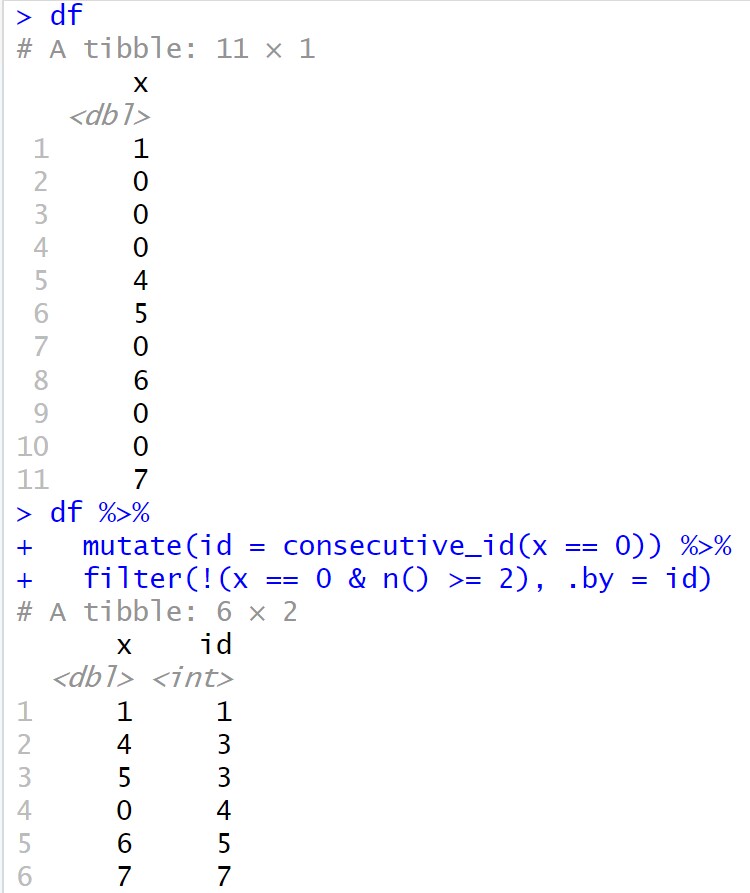 > df
# A tibble: 11 × 1
x
<dbl>
1 1
2 0
3 0
4 0
5 4
6 5
7 0
8 6
9 0
10 0
11 7
> df %>%
+ mutate(id = consecutive_id(x == 0)) %>%
+ filter(!(x == 0 & n() >= 2), .by = id)
# A tibble: 6 × 2
x id
<dbl> <int>
1 1 1
2 4 3
3 5 3
4 0 4
5 6 5
6 7 7